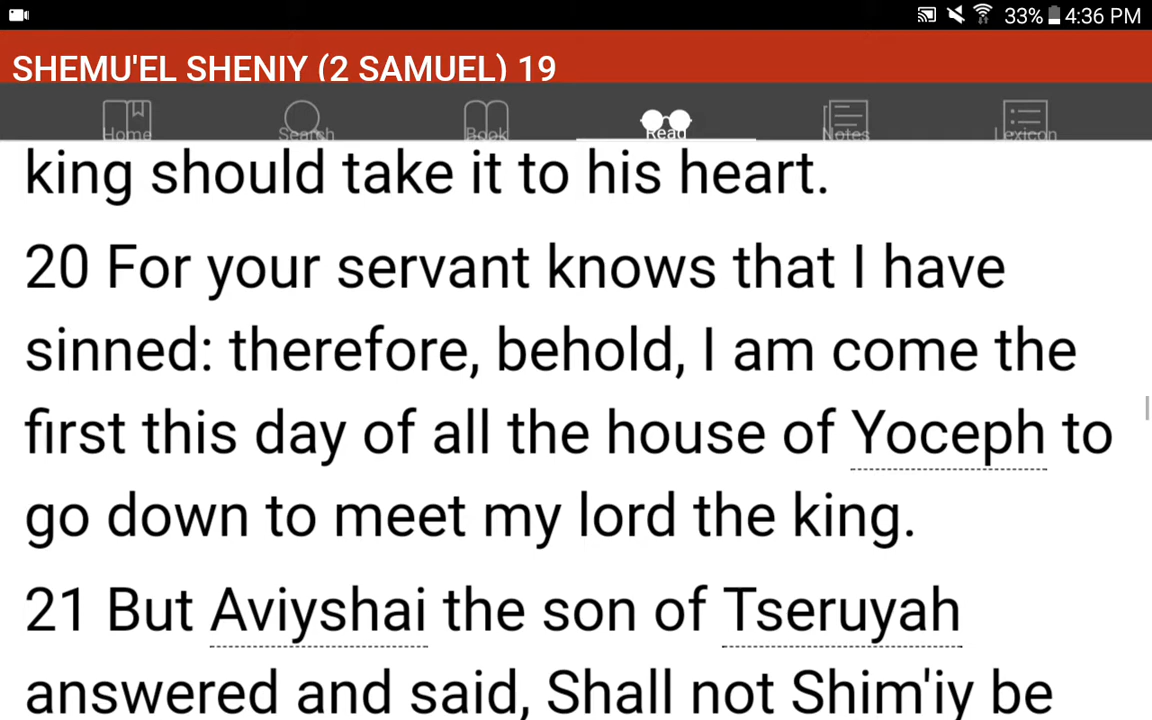 33% 4:36 PM
SHEMU'EL SHENIY (2 SAMUEL) 19
Home Search Book Read Notes Lexicon
king should take it to his heart.
20 For your servant knows that I have
sinned: therefore, behold, I am come the
first this day of all the house of Yoceph to
go down to meet my lord the king.
21 But Aviyshai the son of Tseruyah
answered and said, Shall not Shim'iy be